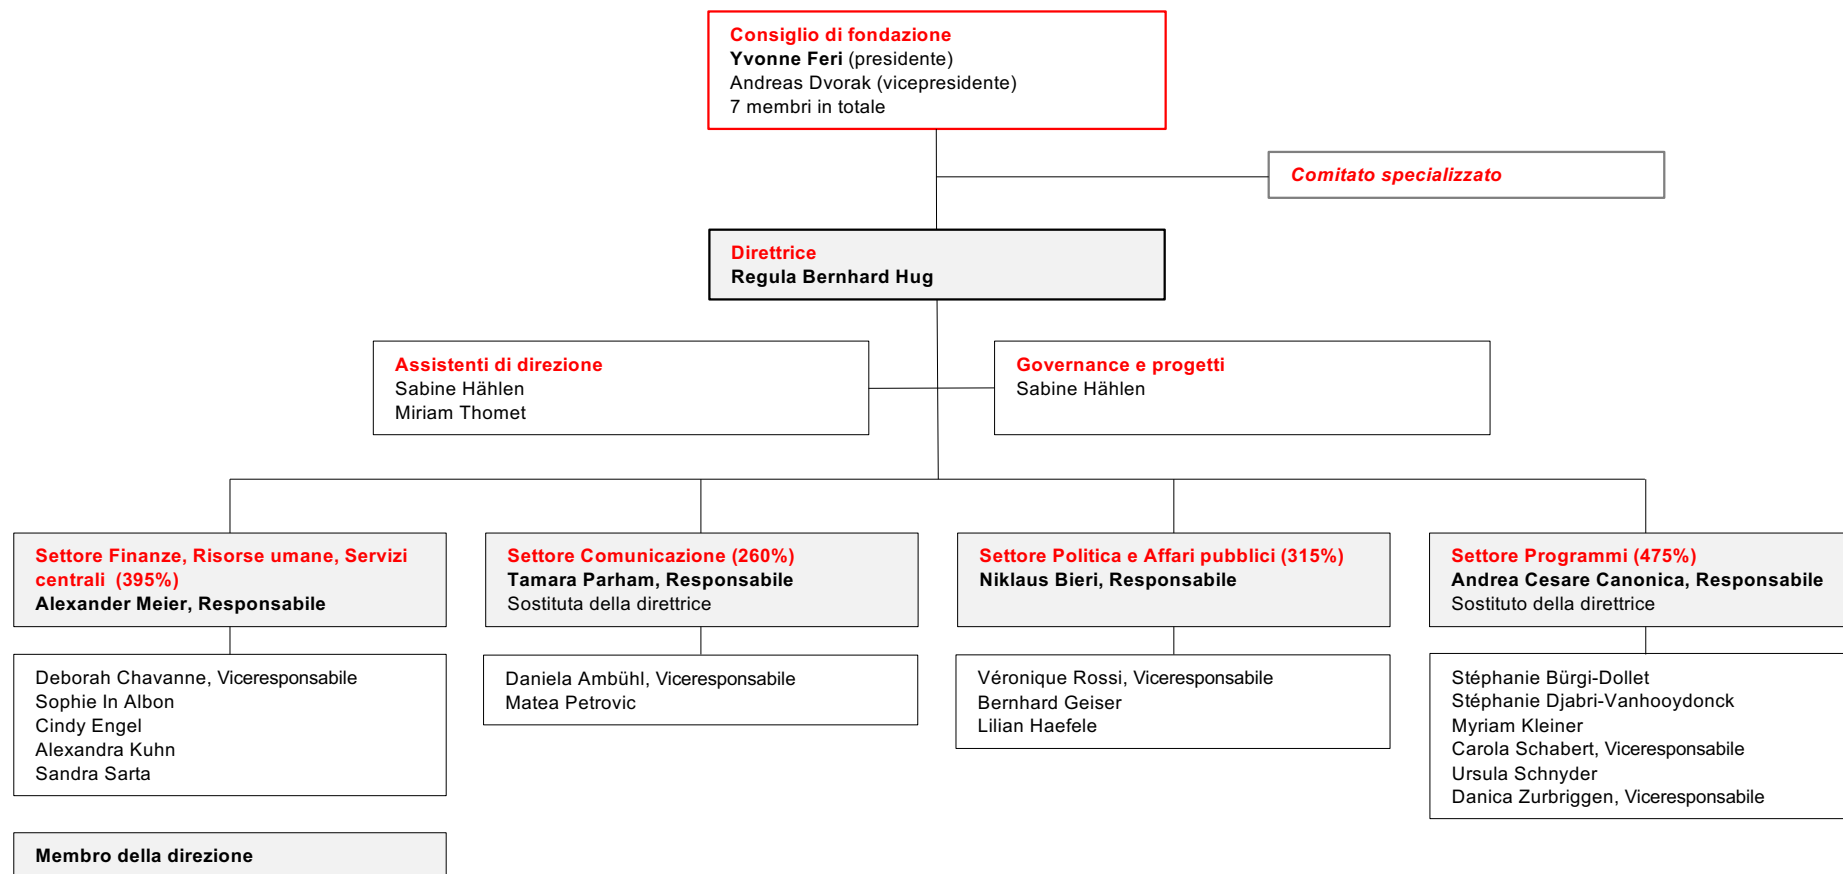 Consiglio di fondazione
Yvonne Feri (presidente)
Andreas Dvorak (vicepresidente)
7 membri in totale
Comitato specializzato
Direttrice
Regula Bernhard Hug
Assistenti di direzione
Sabine Hählen
Miriam Thomet
Governance e progetti
Sabine Hählen
Settore Finanze, Risorse umane, Servizi
centrali (395%)
Alexander Meier, Responsabile
Deborah Chavanne, Viceresponsabile
Sophie In Albon
Cindy Engel
Alexandra Kuhn
Sandra Sarta
Settore Comunicazione (260%)
Tamara Parham, Responsabile
Sostituta della direttrice
Daniela Ambühl, Viceresponsabile
Matea Petrovic
Settore Politica e Affari pubblici (315%)
Niklaus Bieri, Responsabile
Véronique Rossi, Viceresponsabile
Bernhard Geiser
Lilian Haefele
Settore Programmi (475%)
Andrea Cesare Canonica, Responsabile
Sostituto della direttrice
Stéphanie Bürgi-Dollet
Stéphanie Djabri-Vanhooydonck
Myriam Kleiner
Carola Schabert, Viceresponsabile
Ursula Schnyder
Danica Zurbriggen, Viceresponsabile
Membro della direzione